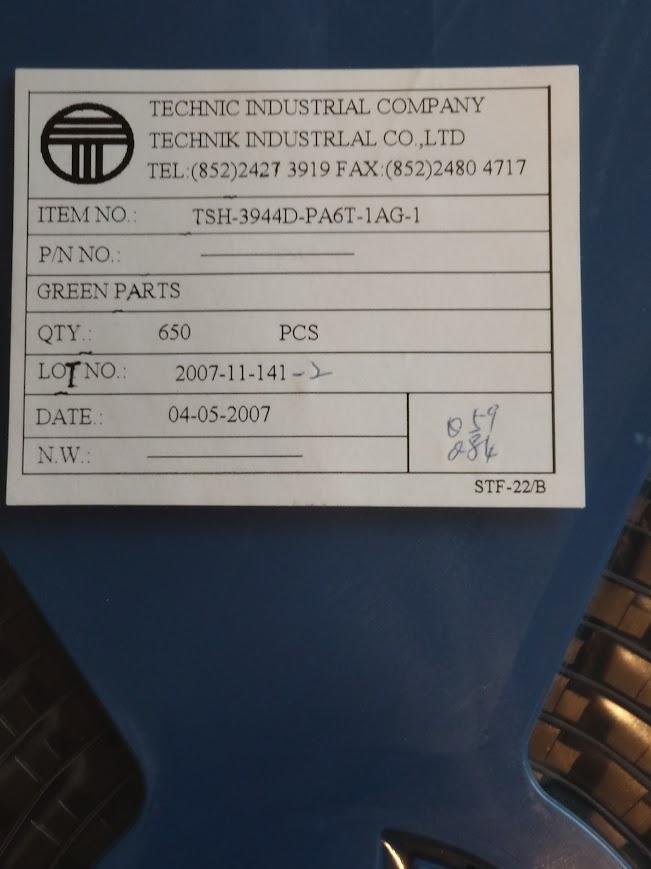 TECHNIC INDUSTRIAL COMPANY
TECHNIK INDUSTRLAL CO.,LTD
TEL:(852)2427 3919 FAX:(852)2480 4717
ITEM NO.: TSH-3944D-PA6T-1AG-1
P/N NO.:
GREEN PARTS
QTY.: 650 PCS
LOT NO.: 2007-11-141-2
DATE.: 04-05-2007
N.W.:
STF-22/B